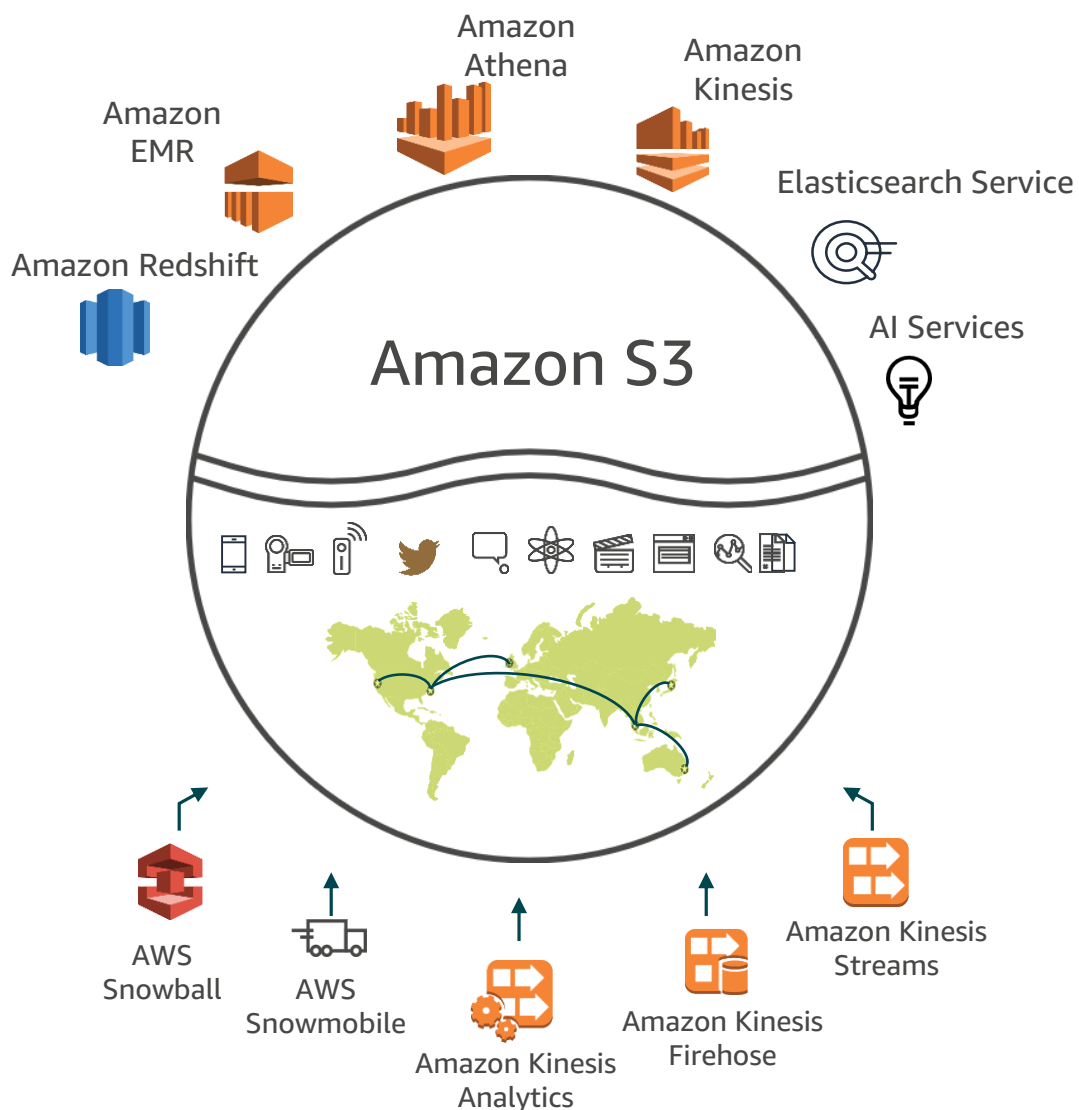 Amazon
Athena
Amazon
Kinesis
Amazon
EMR
Elasticsearch Service
Amazon Redshift
AI Services
Amazon S3
AWS
Snowball
AWS
Snowmobile
Amazon Kinesis
Analytics
Amazon Kinesis
Firehose
Amazon Kinesis
Streams